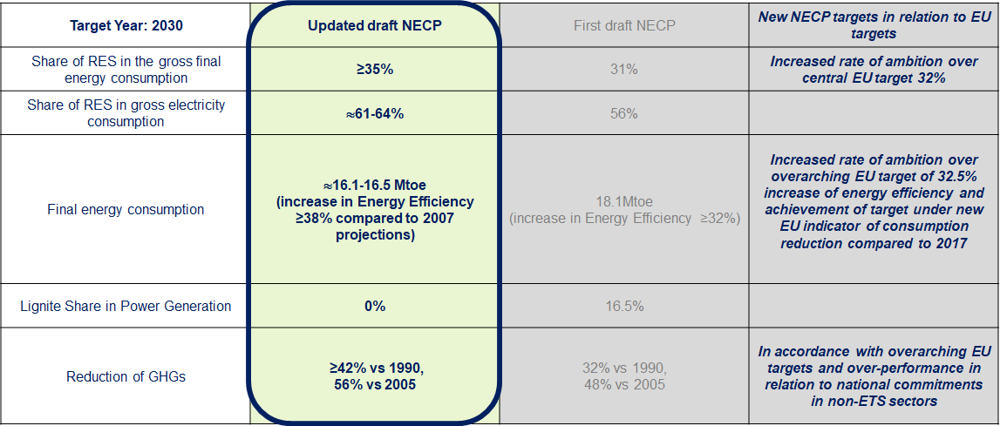 Target Year: 2030
Updated draft NECP
First draft NECP
New NECP targets in relation to EU
targets
Share of RES in the gross final
energy consumption
≥35%
31%
Increased rate of ambition over
central EU target 32%
Share of RES in gross electricity
consumption
≈61-64%
56%
Final energy consumption
≈16.1-16.5 Mtoe
(increase in Energy Efficiency
≥38% compared to 2007
projections)
18.1Mtoe
(increase in Energy Efficiency ≥32%)
Increased rate of ambition over
overarching EU target of 32.5%
increase of energy efficiency and
achievement of target under new
EU indicator of consumption
reduction compared to 2017
Lignite Share in Power Generation
0%
16.5%
Reduction of GHGs
≥42% vs 1990,
56% vs 2005
32% vs 1990,
48% vs 2005
In accordance with overarching EU
targets and over-performance in
relation to national commitments
in non-ETS sectors